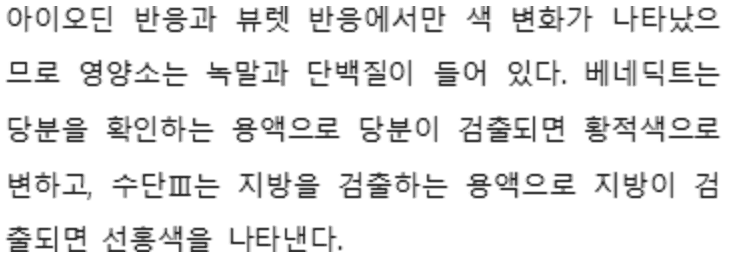 아이오딘 반응과 뷰렛 반응에서만 색 변화가 나타났으
므로 영양소는 녹말과 단백질이 들어 있다. 베네딕트는
당분을 확인하는 용액으로 당분이 검출되면 황적색으로
변하고, 수단Ⅲ는 지방을 검출하는 용액으로 지방이 검
출되면 선홍색을 나타낸다.